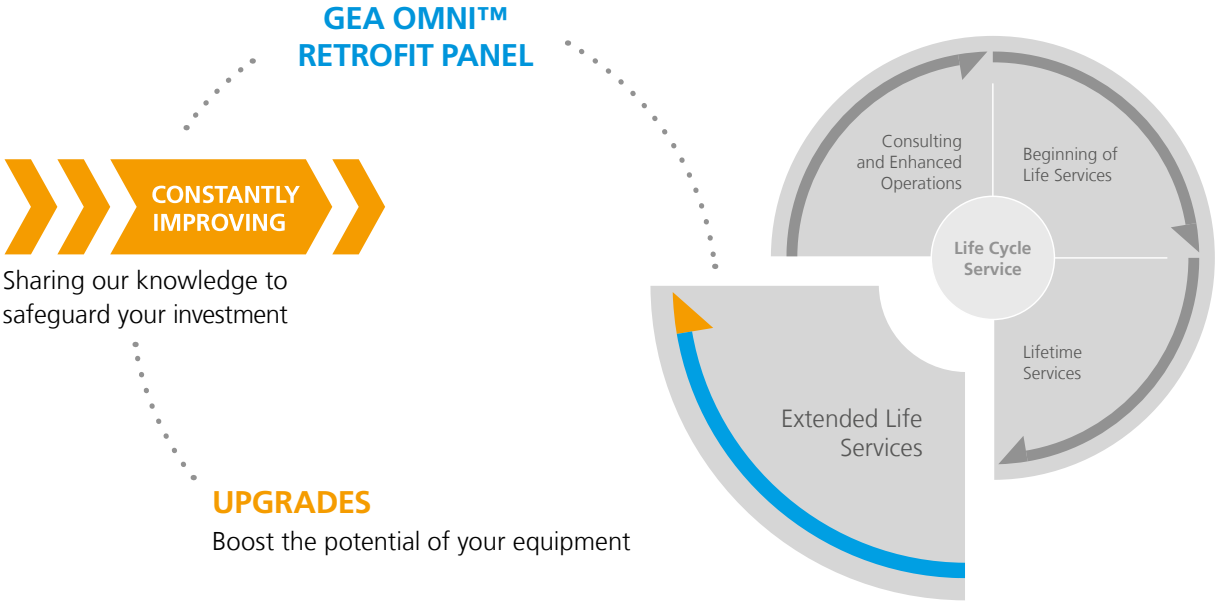 GEA OMNI™
RETROFIT PANEL
CONSTANTLY
IMPROVING
Sharing our knowledge to
safeguard your investment
UPGRADES
Boost the potential of your equipment
Consulting
and Enhanced
Operations
Beginning of
Life Services
Life Cycle
Service
Lifetime
Services
Extended Life
Services